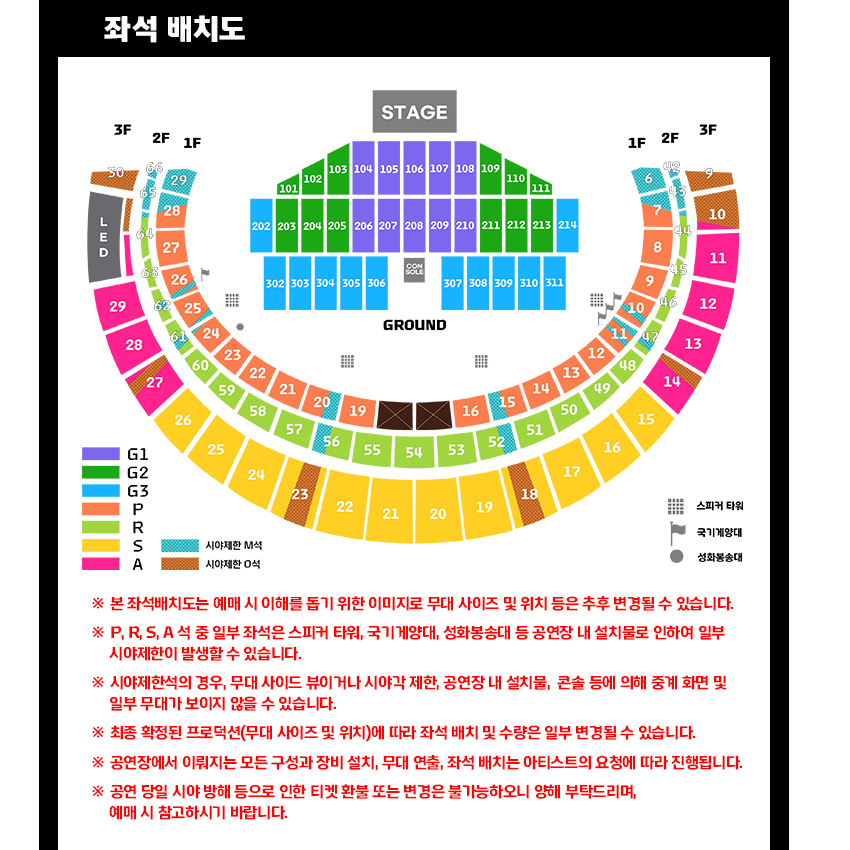 좌석 배치도
STAGE
3F 2F 1F
1F 2F 3F
101 102 103 104 105 106 107 108 109 110 111
202 203 204 205 206 207 208 209 210 211 212 213 214
302 303 304 305 306
CON
SOLE
307 308 309 310 311
GROUND
L
E
D
30 66 29
65 28
64 27
63 26
29 62 25
28 61 24
27 60 23
59 22
26 58 21
25 57 20
24 56 19
23 55
22 54
21 53
20 52
19 51
18 50
17 49
16 48
15 47
6 42 9
7 43 10
8 44 11
9 45 12
10 46 13
11 14
12
13
14
15
16
G1
G2
G3
P
R
S 시야제한 M석
A 시야제한 O석
스피커 타워
국기게양대
성화봉송대
※ 본 좌석배치도는 예매 시 이해를 돕기 위한 이미지로 무대 사이즈 및 위치 등은 추후 변경될 수 있습니다.
※ P, R, S, A 석 중 일부 좌석은 스피커 타워, 국기게양대, 성화봉송대 등 공연장 내 설치물로 인하여 일부
시야제한이 발생할 수 있습니다.
※ 시야제한석의 경우, 무대 사이드 뷰이거나 시야각 제한, 공연장 내 설치물, 콘솔 등에 의해 중계 화면 및
일부 무대가 보이지 않을 수 있습니다.
※ 최종 확정된 프로덕션(무대 사이즈 및 위치)에 따라 좌석 배치 및 수량은 일부 변경될 수 있습니다.
※ 공연장에서 이뤄지는 모든 구성과 장비 설치, 무대 연출, 좌석 배치는 아티스트의 요청에 따라 진행됩니다.
※ 공연 당일 시야 방해 등으로 인한 티켓 환불 또는 변경은 불가능하오니 양해 부탁드리며,
예매 시 참고하시기 바랍니다.